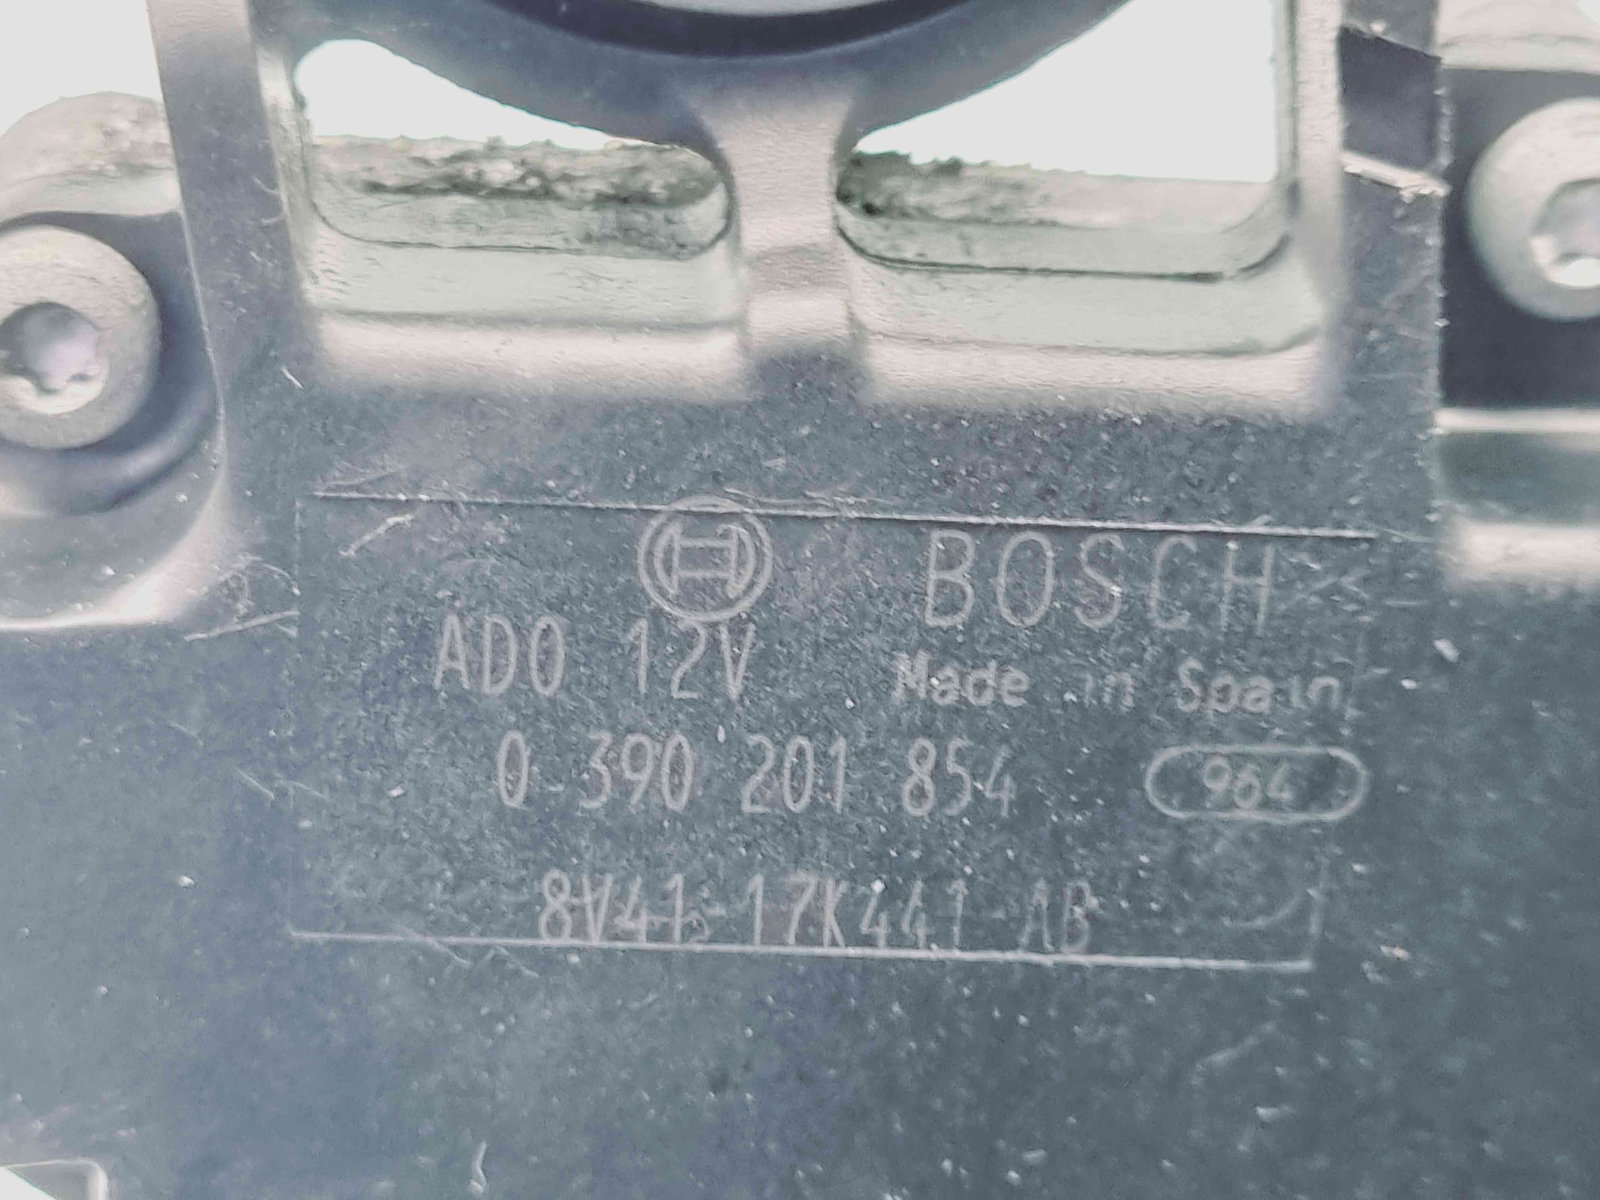 BOSCH
ADO 12V
Made in Spain
0 390 201 854
964
8V41-17K441-AB